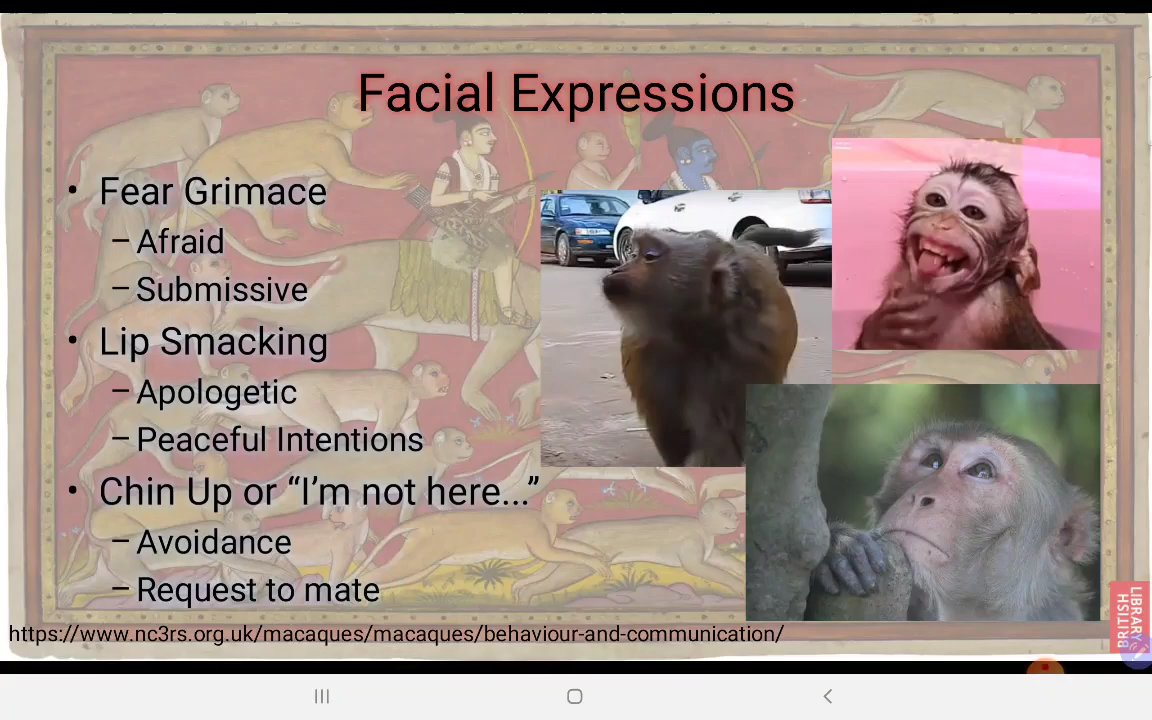 Facial Expressions
• Fear Grimace
– Afraid
– Submissive
• Lip Smacking
– Apologetic
– Peaceful Intentions
• Chin Up or “I’m not here...”
– Avoidance
– Request to mate
https://www.nc3rs.org.uk/macaques/macaques/behaviour-and-communication/
BRITISH
LIBRARY